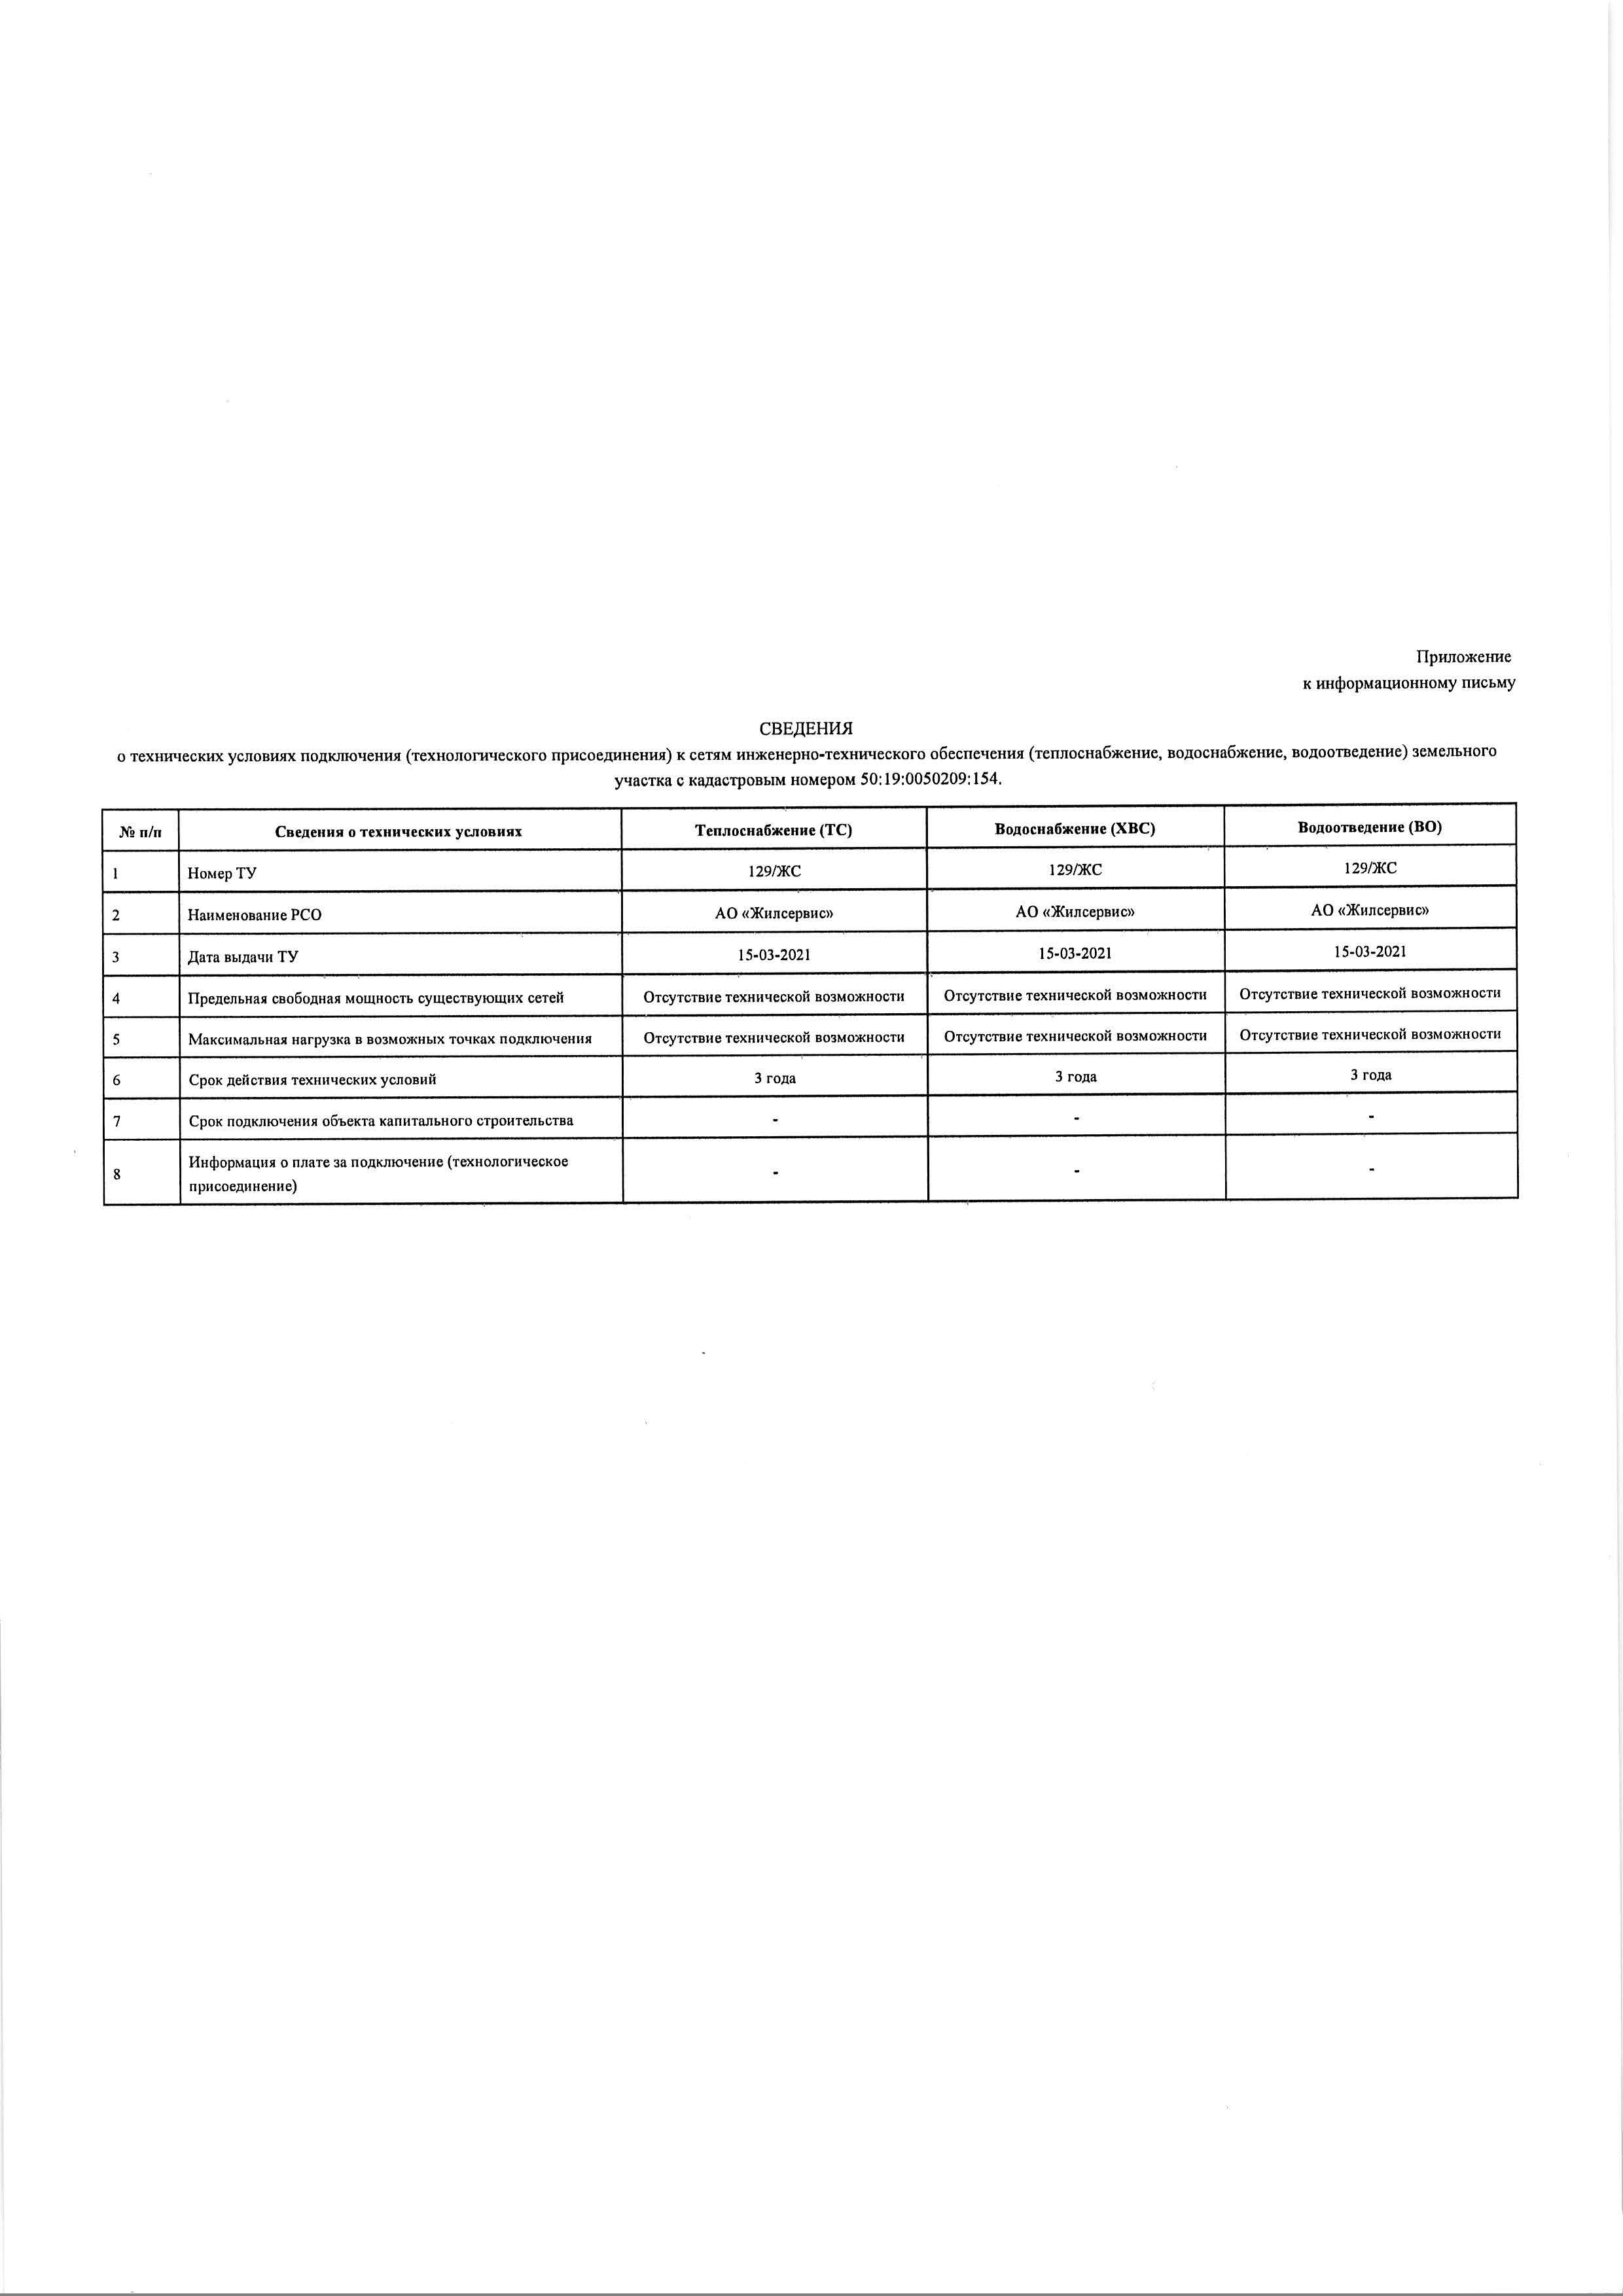 Приложение
к информационному письму
СВЕДЕНИЯ
о технических условиях подключения (технологического присоединения) к сетям инженерно-технического обеспечения (теплоснабжение, водоснабжение, водоотведение) земельного
участка с кадастровым номером 50:19:0050209:154.
№ п/п Сведения о технических условиях Теплоснабжение (ТС) Водоснабжение (ХВС) Водоотведение (ВО)
1 Номер ТУ 129/ЖС 129/ЖС 129/ЖС
2 Наименование РСО АО «Жилсервис» АО «Жилсервис» АО «Жилсервис»
3 Дата выдачи ТУ 15-03-2021 15-03-2021 15-03-2021
4 Предельная свободная мощность существующих сетей Отсутствие технической возможности Отсутствие технической возможности Отсутствие технической возможности
5 Максимальная нагрузка в возможных точках подключения Отсутствие технической возможности Отсутствие технической возможности Отсутствие технической возможности
6 Срок действия технических условий 3 года 3 года 3 года
7 Срок подключения объекта капитального строительства - - -
8 Информация о плате за подключение (технологическое
присоединение) - - -